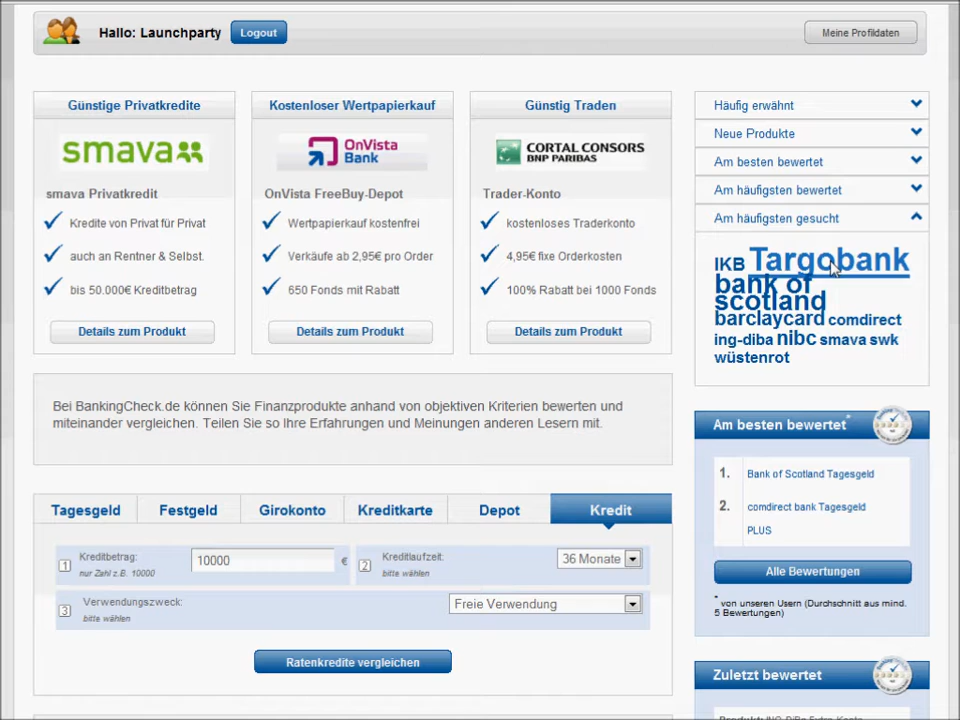 Hallo: Launchparty
Logout
Meine Profildaten
Günstige Privatkredite
smava
smava Privatkredit
Kredite von Privat für Privat
auch an Rentner & Selbst.
bis 50.000€ Kreditbetrag
Details zum Produkt
Kostenloser Wertpapierkauf
OnVista
Bank
OnVista FreeBuy-Depot
Wertpapierkauf kostenfrei
Verkäufe ab 2,95€ pro Order
650 Fonds mit Rabatt
Details zum Produkt
Günstig Traden
CORTAL CONSORS
BNP PARIBAS
Trader-Konto
kostenloses Traderkonto
4,95€ fixe Orderkosten
100% Rabatt bei 1000 Fonds
Details zum Produkt
Häufig erwähnt
Neue Produkte
Am besten bewertet
Am häufigsten bewertet
Am häufigsten gesucht
IKB Targobank
bank of
scotland
barclaycard comdirect
ing-diba nibc smava swk
wüstenrot
Bei BankingCheck.de können Sie Finanzprodukte anhand von objektiven Kriterien bewerten und
miteinander vergleichen. Teilen Sie so Ihre Erfahrungen und Meinungen anderen Lesern mit.
Tagesgeld Festgeld Girokonto Kreditkarte Depot Kredit
1 Kreditbetrag: 10000 €
nur Zahl z.B. 10000
2 Kreditlaufzeit: 36 Monate
bitte wählen
3 Verwendungszweck: Freie Verwendung
bitte wählen
Ratenkredite vergleichen
Am besten bewertet*
1. Bank of Scotland Tagesgeld
2. comdirect bank Tagesgeld
PLUS
Alle Bewertungen
* von unseren Usern (Durchschnitt aus mind.
5 Bewertungen)
Zuletzt bewertet